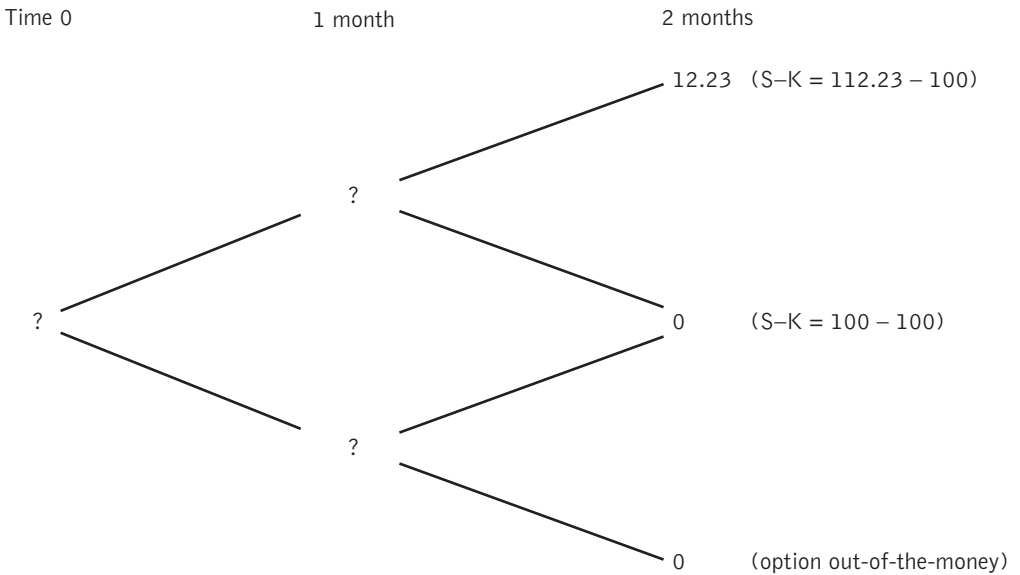 Time 0 1 month 2 months
12.23 (S–K = 112.23 – 100)
?
? 0 (S–K = 100 – 100)
?
0 (option out-of-the-money)